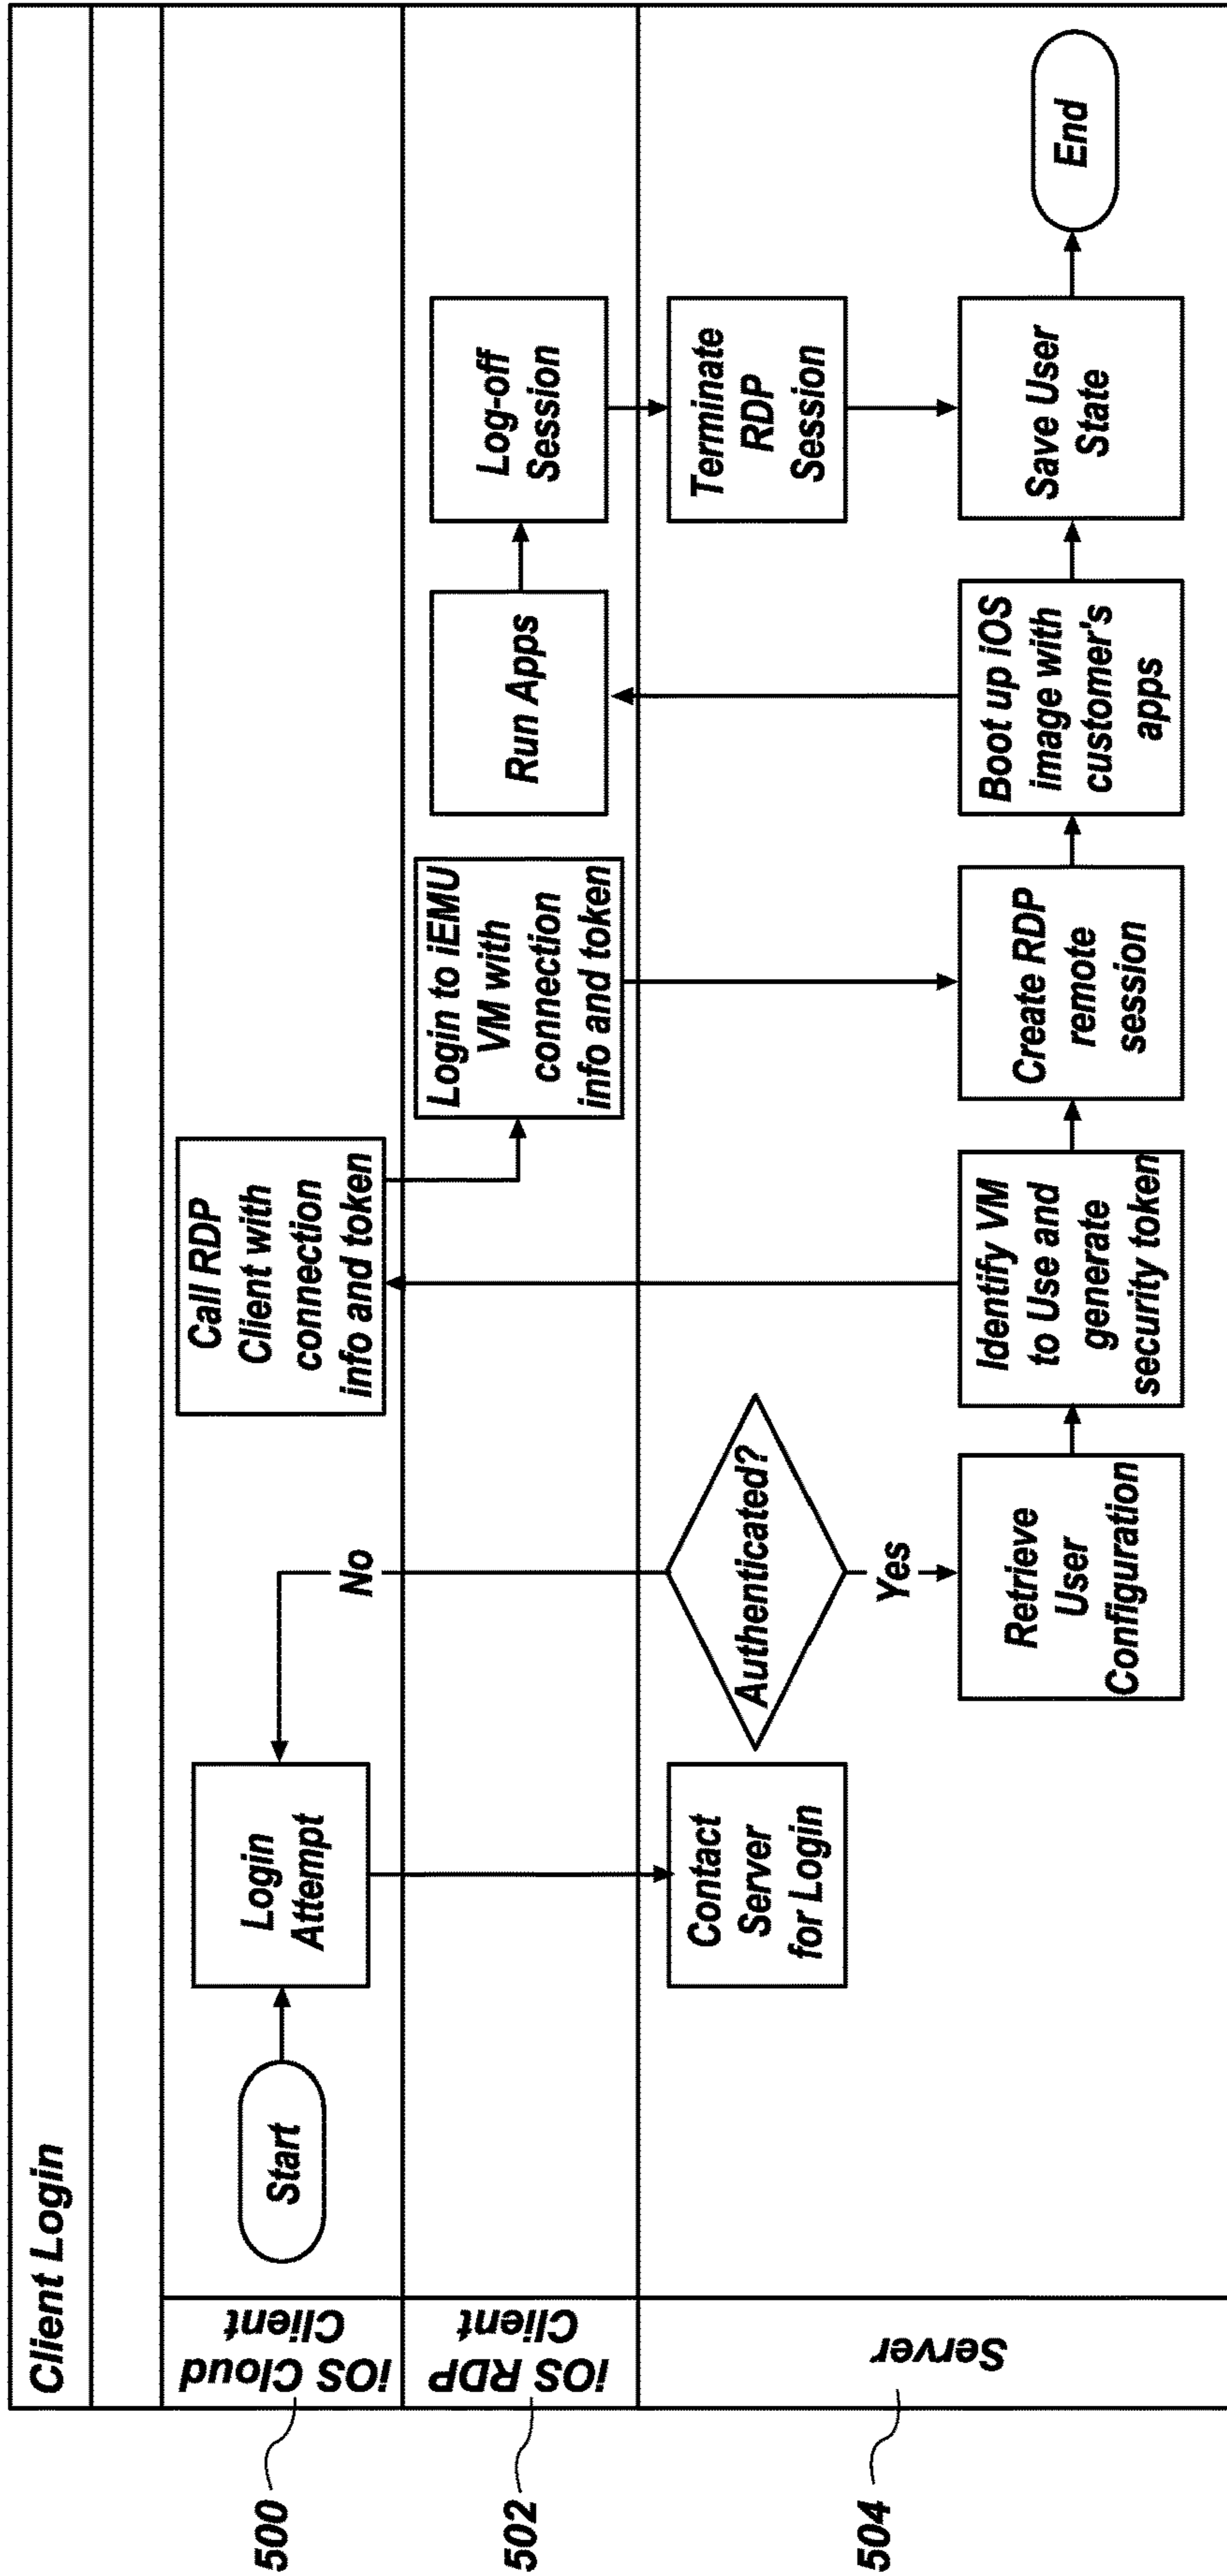 Client Login
500
iOS Cloud
Client
Start
Login
Attempt
No
Call RDP
Client with
connection
info and token
502
iOS RDP
Client
Login to iEMU
VM with
connection
info and token
Run Apps
Log-off
Session
504
Server
Contact
Server
for Login
Authenticated?
Yes
Terminate
RDP
Session
Retrieve
User
Configuration
Identify VM
to Use and
generate
security token
Create RDP
remote
session
Boot up iOS
image with
customer's
apps
Save User
State
End